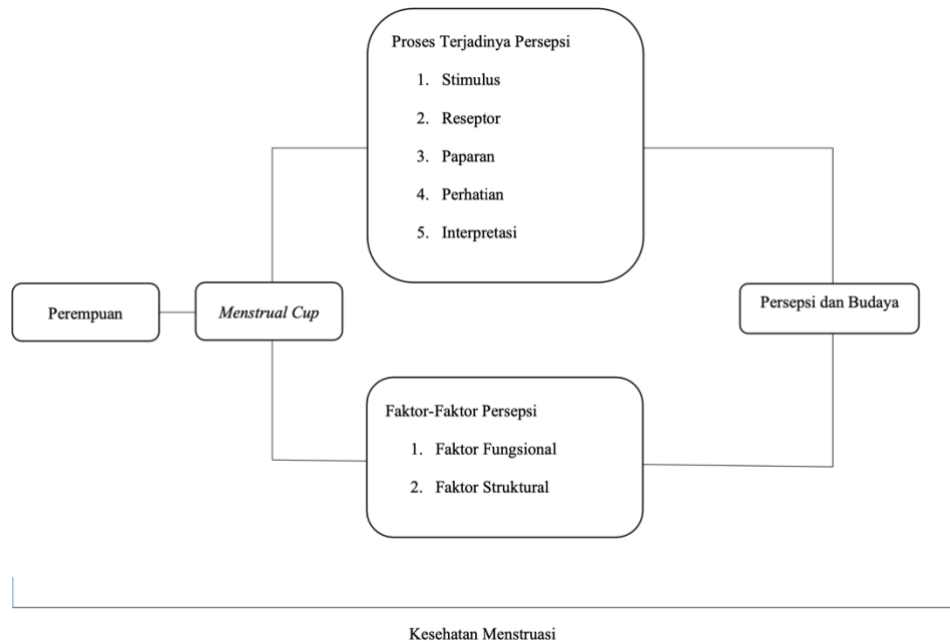 Proses Terjadinya Persepsi
1. Stimulus
2. Reseptor
3. Paparan
4. Perhatian
5. Interpretasi
Perempuan
Menstrual Cup
Persepsi dan Budaya
Faktor-Faktor Persepsi
1. Faktor Fungsional
2. Faktor Struktural
Kesehatan Menstruasi